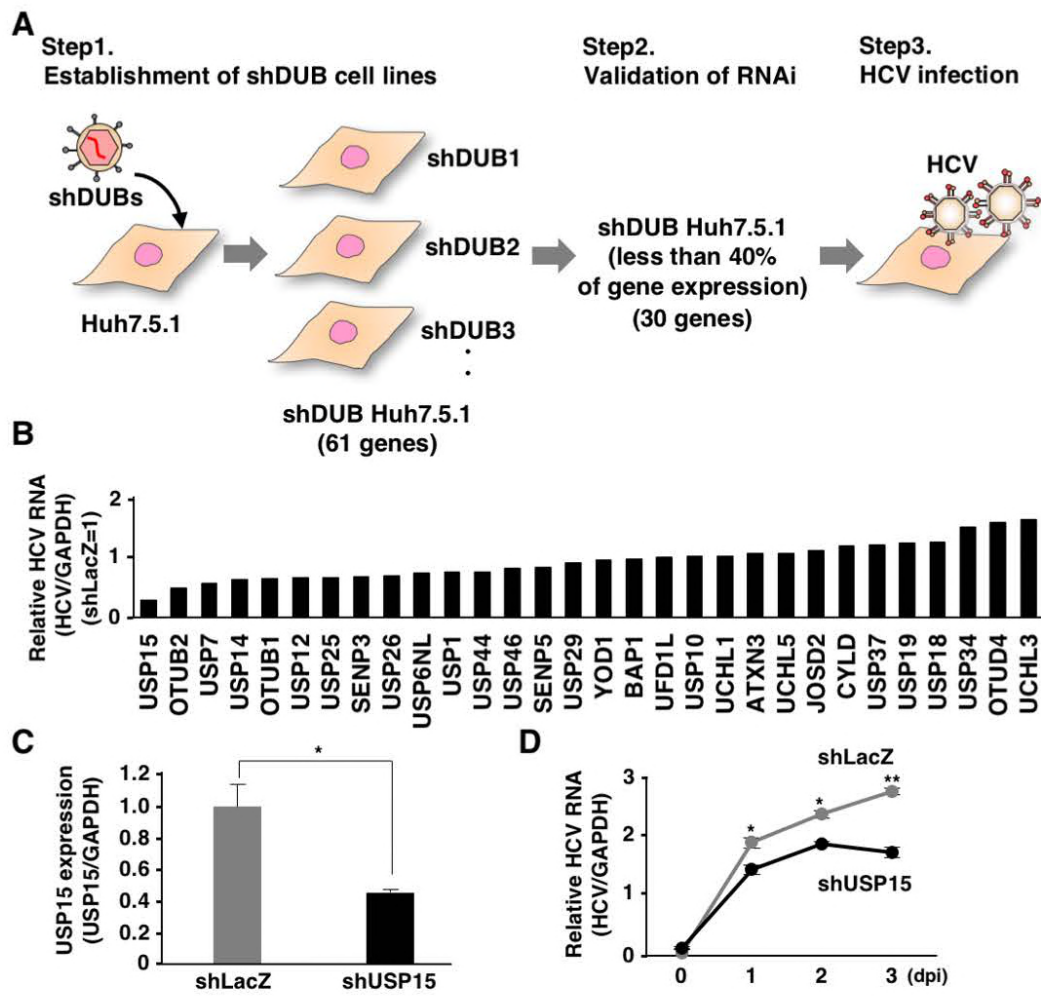 A
Step1.
Establishment of shDUB cell lines
Step2.
Validation of RNAi
Step3.
HCV infection
shDUBs
Huh7.5.1
shDUB1
shDUB2
shDUB3
shDUB Huh7.5.1
(61 genes)
shDUB Huh7.5.1
(less than 40%
of gene expression)
(30 genes)
HCV
B
Relative HCV RNA
(HCV/GAPDH)
(shLacZ=1)
2
1
0
USP15
OTUB2
USP7
USP14
OTUB1
USP12
USP25
SENP3
USP26
USP6NL
USP1
USP44
USP46
SENP5
USP29
YOD1
BAP1
UFD1L
USP10
UCHL1
ATXN3
UCHL5
JOSD2
CYLD
USP37
USP19
USP18
USP34
OTUD4
UCHL3
C
USP15 expression
(USP15/GAPDH)
1.2
1.0
0.8
0.6
0.4
0.2
0
*
shLacZ
shUSP15
D
Relative HCV RNA
(HCV/GAPDH)
3
2
1
0
shLacZ
*
*
**
shUSP15
0 1 2 3 (dpi)